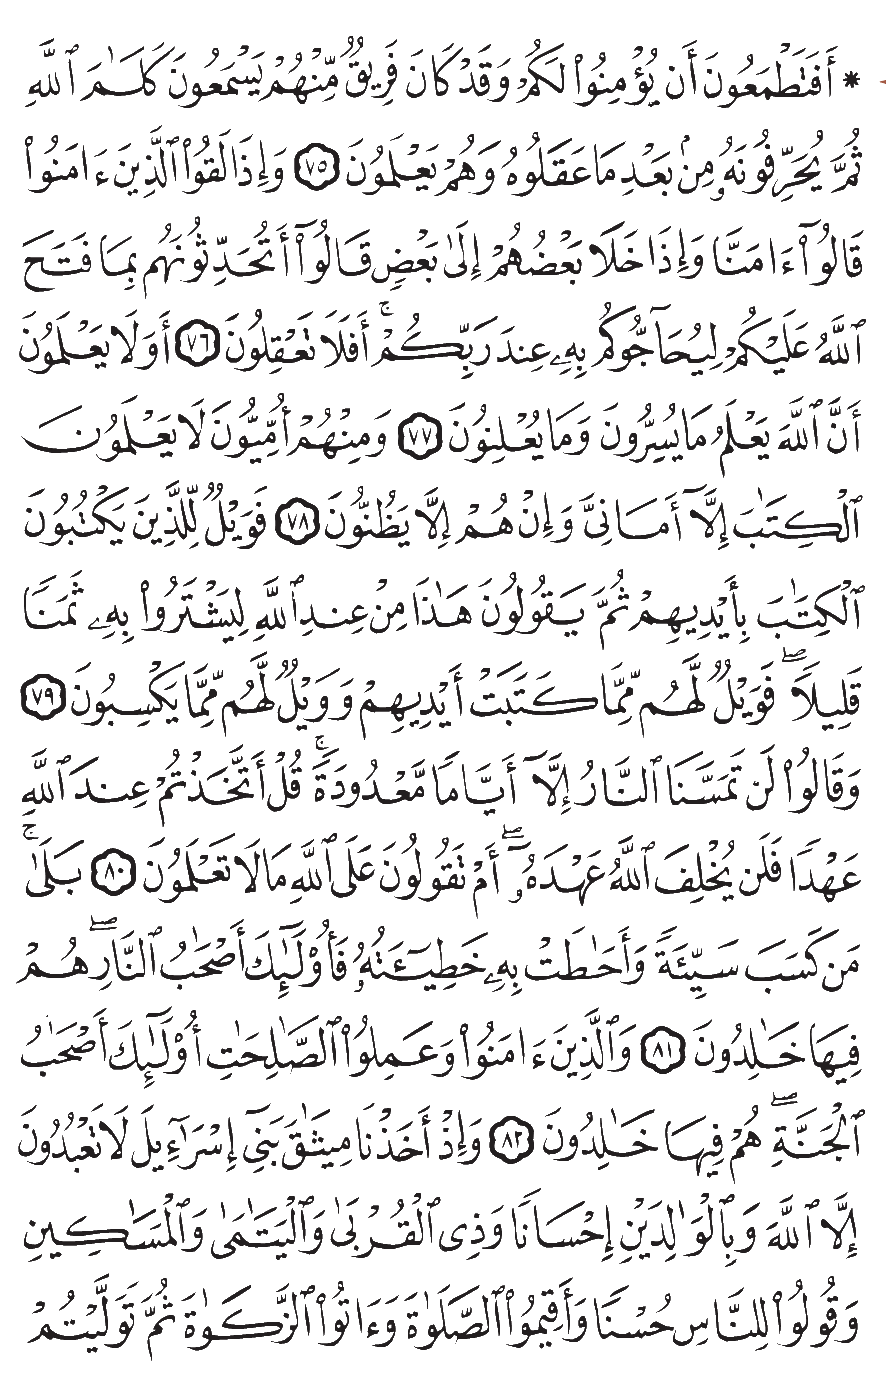 * أَفَتَطْمَعُونَ أَن يُؤْمِنُوا۟ لَكُمْ وَقَدْ كَانَ فَرِيقٌ مِّنْهُمْ يَسْمَعُونَ كَلَـٰمَ ٱللَّهِ
ثُمَّ يُحَرِّفُونَهُۥ مِنۢ بَعْدِ مَا عَقَلُوهُ وَهُمْ يَعْلَمُونَ ٧٥ وَإِذَا لَقُوا۟ ٱلَّذِينَ ءَامَنُوا۟
قَالُوٓا۟ ءَامَنَّا وَإِذَا خَلَا بَعْضُهُمْ إِلَىٰ بَعْضٍ قَالُوٓا۟ أَتُحَدِّثُونَهُم بِمَا فَتَحَ
ٱللَّهُ عَلَيْكُمْ لِيُحَآجُّوكُم بِهِۦ عِندَ رَبِّكُمْ ۚ أَفَلَا تَعْقِلُونَ ٧٦ أَوَلَا يَعْلَمُونَ
أَنَّ ٱللَّهَ يَعْلَمُ مَا يُسِرُّونَ وَمَا يُعْلِنُونَ ٧٧ وَمِنْهُمْ أُمِّيُّونَ لَا يَعْلَمُونَ
ٱلْكِتَـٰبَ إِلَّآ أَمَانِىَّ وَإِنْ هُمْ إِلَّا يَظُنُّونَ ٧٨ فَوَيْلٌ لِّلَّذِينَ يَكْتُبُونَ
ٱلْكِتَـٰبَ بِأَيْدِيهِمْ ثُمَّ يَقُولُونَ هَـٰذَا مِنْ عِندِ ٱللَّهِ لِيَشْتَرُوا۟ بِهِۦ ثَمَنًا
قَلِيلًا ۖ فَوَيْلٌ لَّهُم مِّمَّا كَتَبَتْ أَيْدِيهِمْ وَوَيْلٌ لَّهُم مِّمَّا يَكْسِبُونَ ٧٩
وَقَالُوا۟ لَن تَمَسَّنَا ٱلنَّارُ إِلَّآ أَيَّامًا مَّعْدُودَةً ۚ قُلْ أَتَّخَذْتُمْ عِندَ ٱللَّهِ
عَهْدًا فَلَن يُخْلِفَ ٱللَّهُ عَهْدَهُۥٓ ۖ أَمْ تَقُولُونَ عَلَى ٱللَّهِ مَا لَا تَعْلَمُونَ ٨٠ بَلَىٰ ۚ
مَن كَسَبَ سَيِّئَةً وَأَحَـٰطَتْ بِهِۦ خَطِيٓـَٔتُهُۥ فَأُو۟لَـٰٓئِكَ أَصْحَـٰبُ ٱلنَّارِ ۖ هُمْ
فِيهَا خَـٰلِدُونَ ٨١ وَٱلَّذِينَ ءَامَنُوا۟ وَعَمِلُوا۟ ٱلصَّـٰلِحَـٰتِ أُو۟لَـٰٓئِكَ أَصْحَـٰبُ
ٱلْجَنَّةِ ۖ هُمْ فِيهَا خَـٰلِدُونَ ٨٢ وَإِذْ أَخَذْنَا مِيثَـٰقَ بَنِىٓ إِسْرَٰٓءِيلَ لَا تَعْبُدُونَ
إِلَّا ٱللَّهَ وَبِٱلْوَٰلِدَيْنِ إِحْسَانًا وَذِى ٱلْقُرْبَىٰ وَٱلْيَتَـٰمَىٰ وَٱلْمَسَـٰكِينِ
وَقُولُوا۟ لِلنَّاسِ حُسْنًا وَأَقِيمُوا۟ ٱلصَّلَوٰةَ وَءَاتُوا۟ ٱلزَّكَوٰةَ ثُمَّ تَوَلَّيْتُمْ